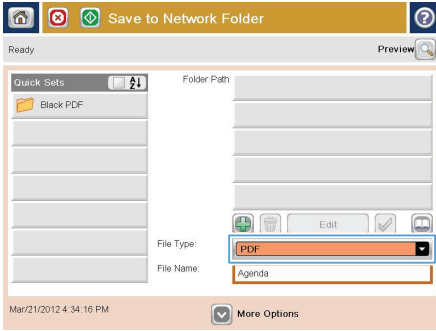 Save to Network Folder
Ready
Preview
Quick Sets
Folder Path
Black PDF
Edit
File Type:
PDF
File Name:
Agenda
Mar/21/2012 4:34:16 PM
More Options